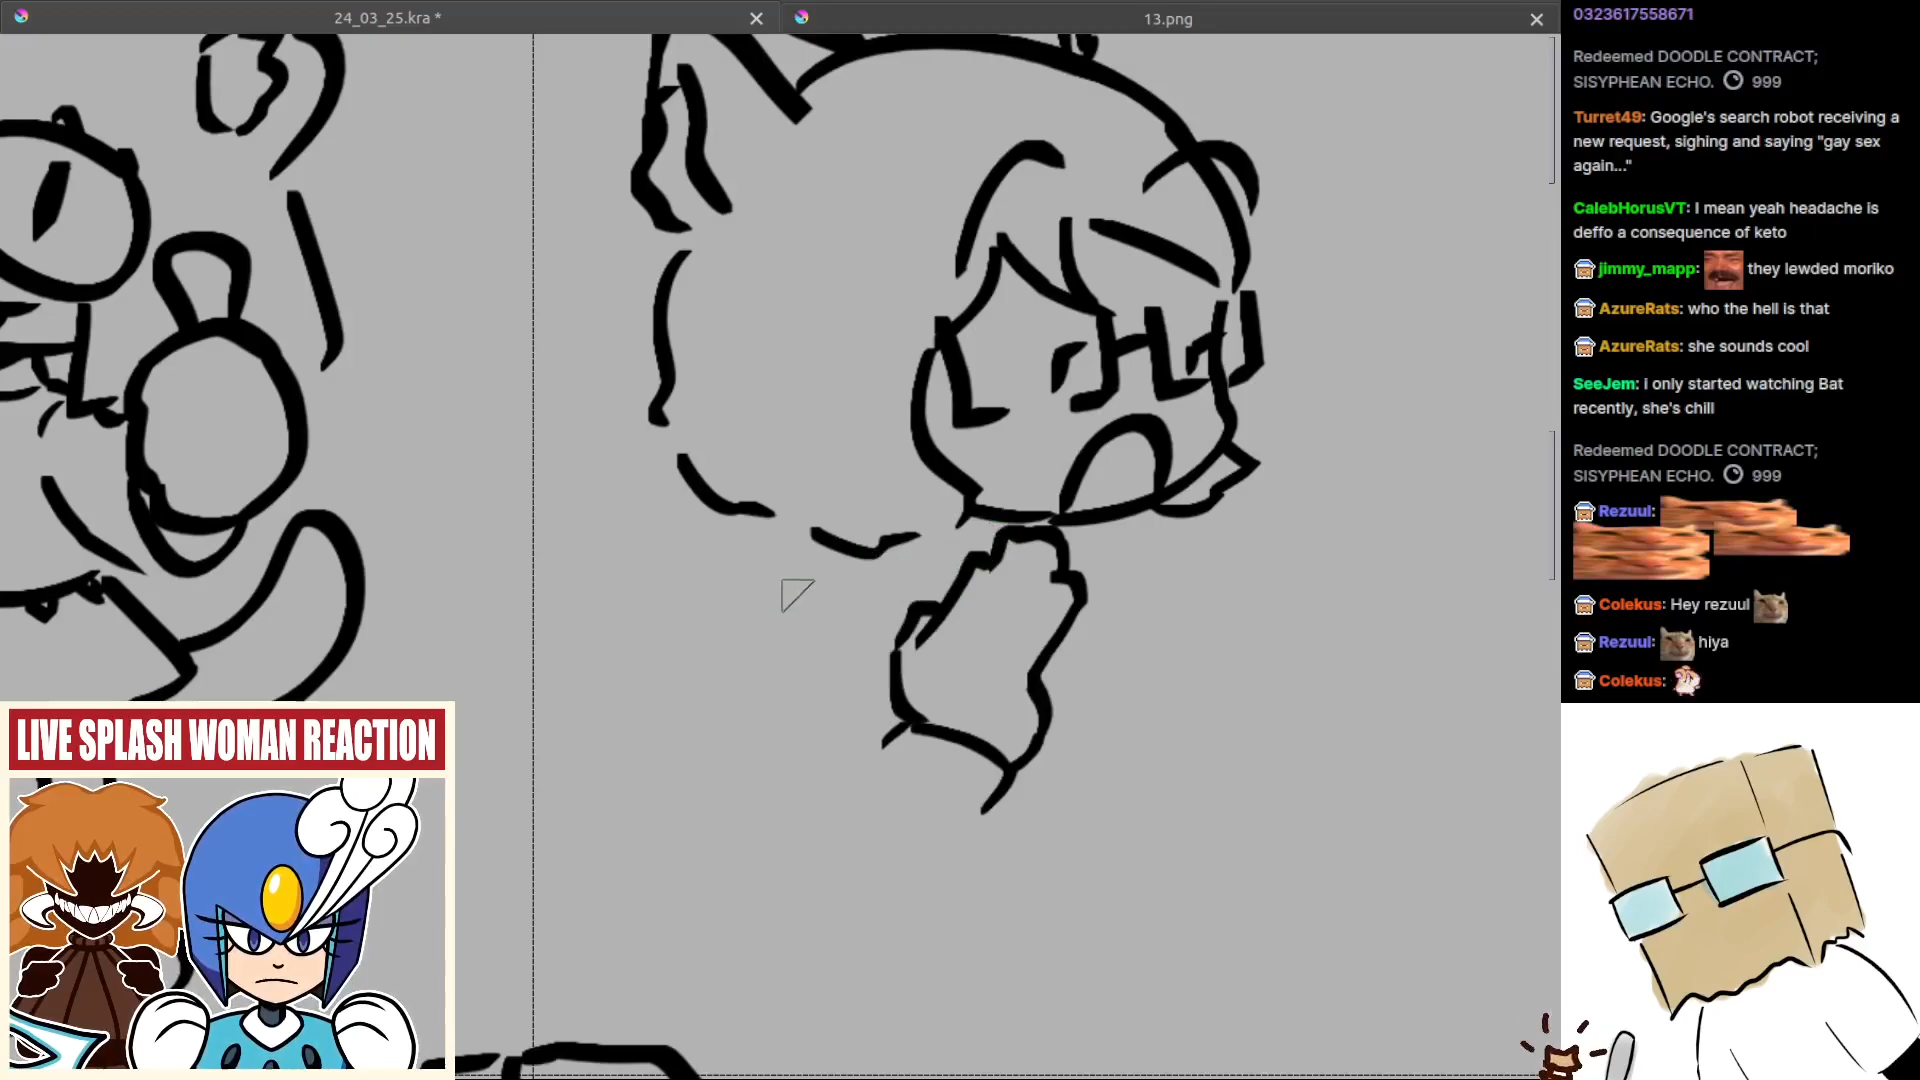 24_03_25.kra *
13.png
0323617558671
Redeemed DOODLE CONTRACT;
SISYPHEAN ECHO. 999
Turret49: Google's search robot receiving a
new request, sighing and saying "gay sex
again..."
CalebHorusVT: I mean yeah headache is
deffo a consequence of keto
jimmy_mapp: they lewded moriko
AzureRats: who the hell is that
AzureRats: she sounds cool
SeeJem: i only started watching Bat
recently, she's chill
Redeemed DOODLE CONTRACT;
SISYPHEAN ECHO. 999
Rezuul:
Colekus: Hey rezuul
Rezuul: hiya
Colekus:
LIVE SPLASH WOMAN REACTION